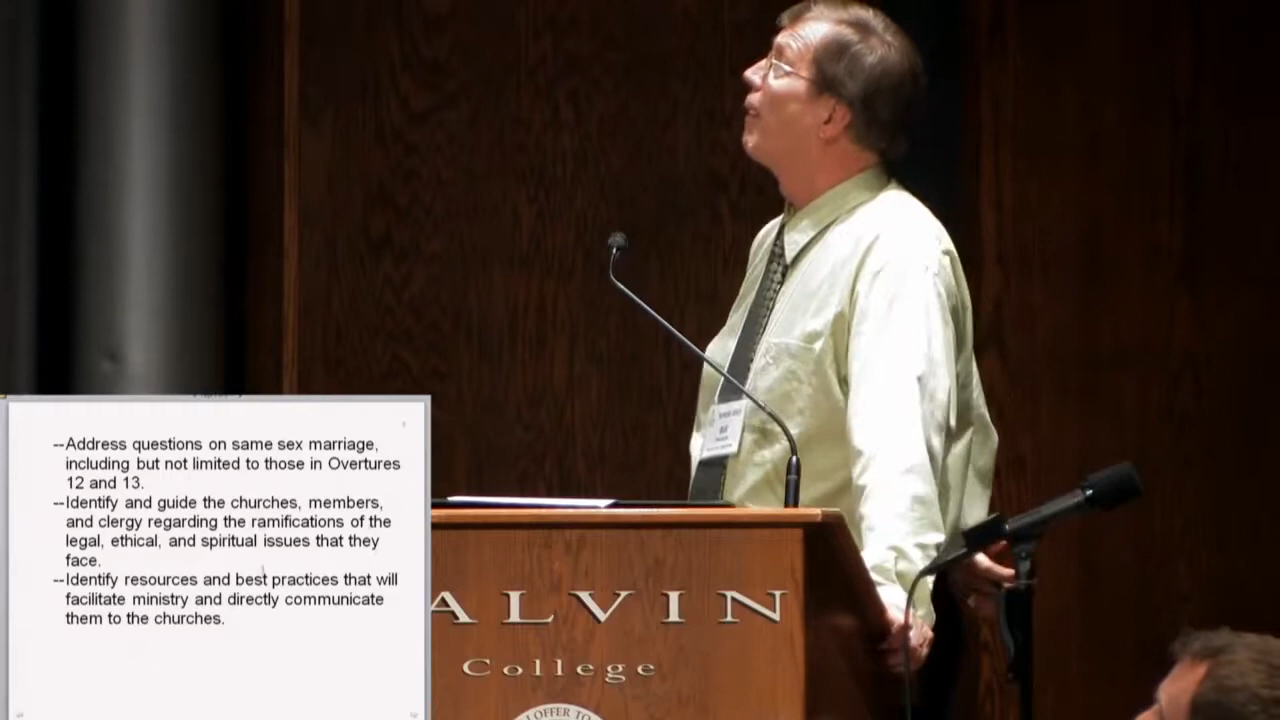 --Address questions on same sex marriage,
including but not limited to those in Overtures
12 and 13.
--Identify and guide the churches, members,
and clergy regarding the ramifications of the
legal, ethical, and spiritual issues that they
face.
--Identify resources and best practices that will
facilitate ministry and directly communicate
them to the churches.
ALVIN
College
OFFER TO